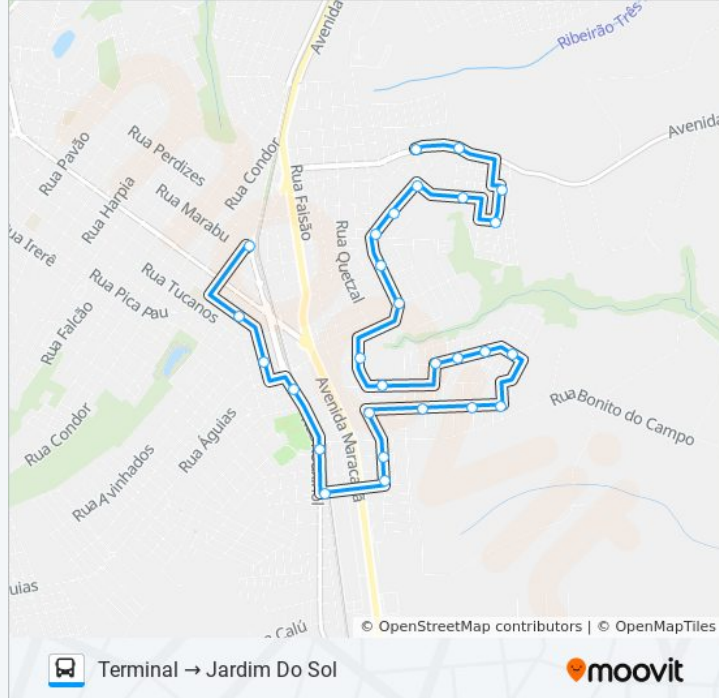 Avenida
Ribeirão Três
Avenida
Rua Perdizes
Rua Pavão
Rua Condor
Rua Faisão
Rua Harpia
Rua Marabu
Rua Quetzal
ua Irerê
Rua Tucanos
Rua Pica Pau
Rua Falcão
Avenida Maracanã
Rua Bonito do Campo
Rua Condor
Rua Águias
Rua Avinhados
uias
a Calú
© OpenStreetMap contributors | © OpenMapTiles
Terminal → Jardim Do Sol
moovit